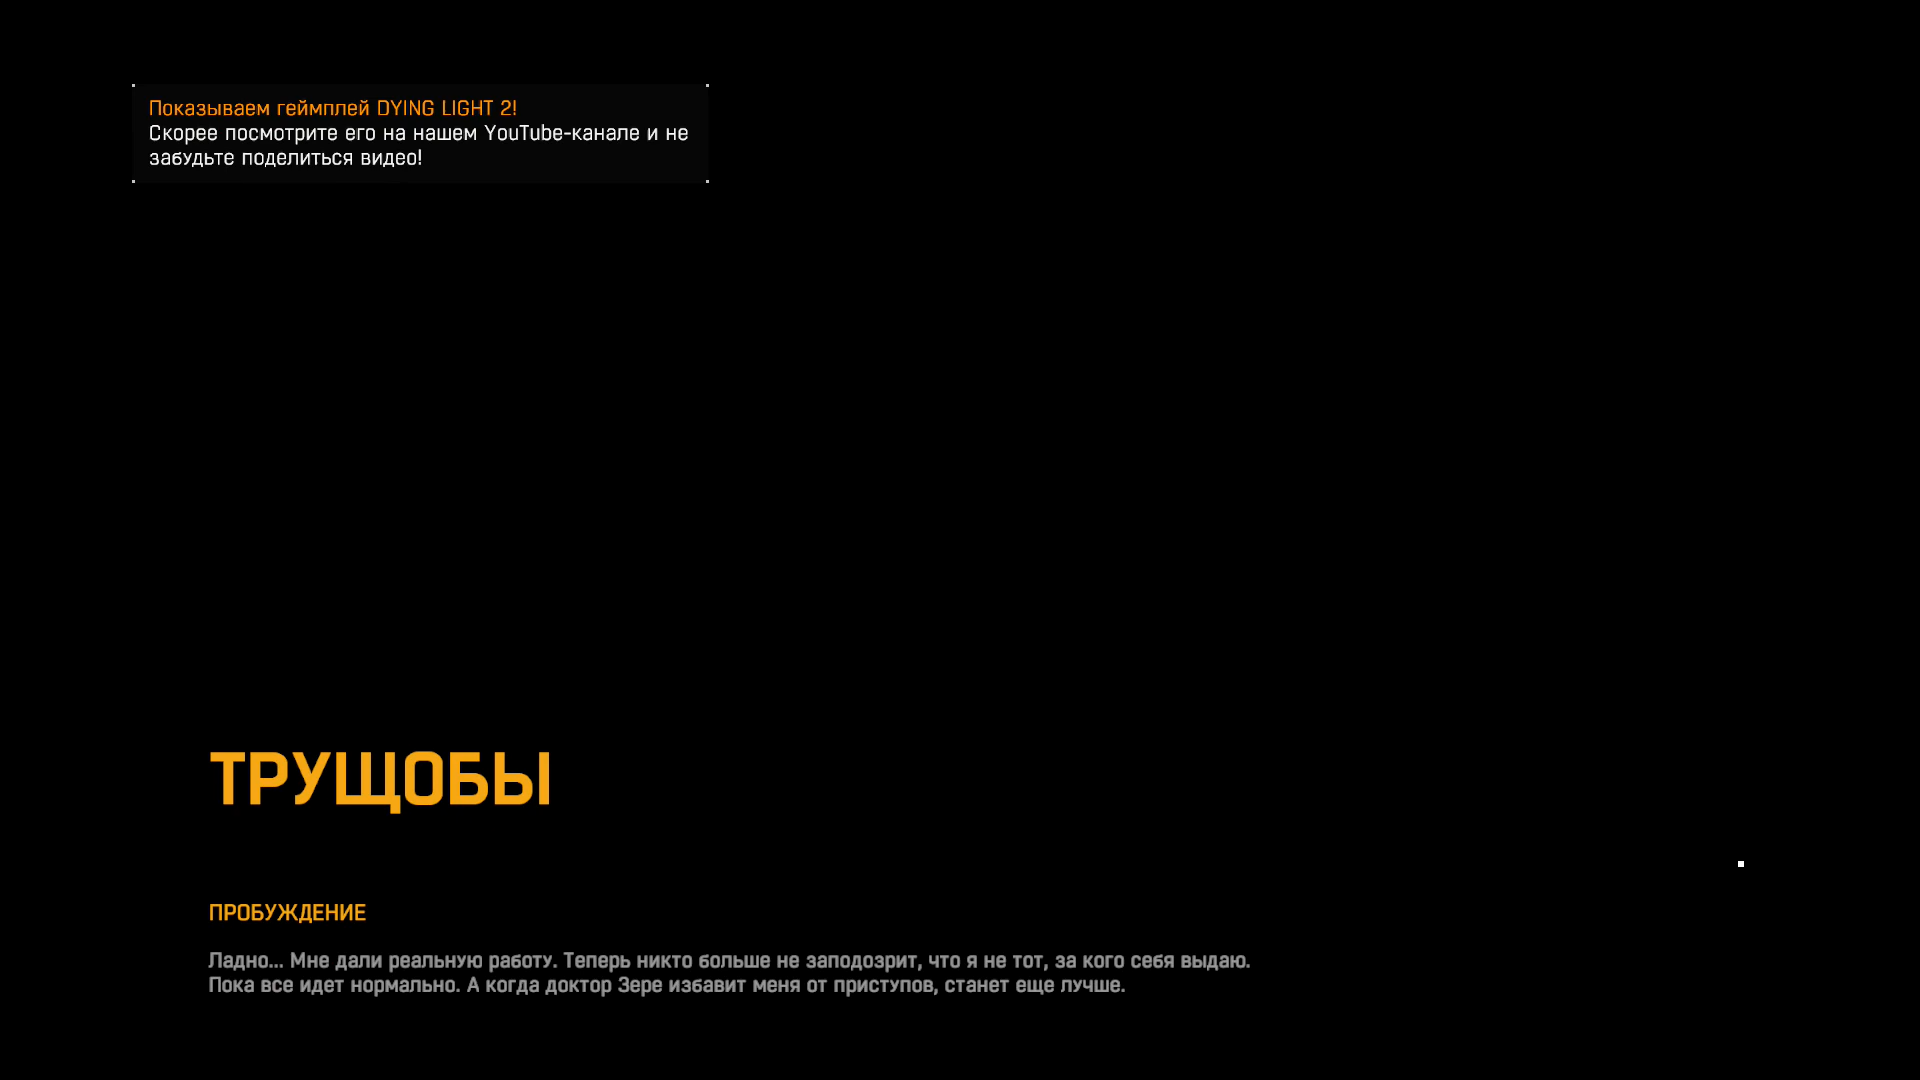 Показываем геймплей DYING LIGHT 2!
Скорее посмотрите его на нашем YouTube-канале и не
забудьте поделиться видео!
ТРУЩОБЫ
ПРОБУЖДЕНИЕ
Ладно... Мне дали реальную работу. Теперь никто больше не заподозрит, что я не тот, за кого себя выдаю.
Пока все идет нормально. А когда доктор Зере избавит меня от приступов, станет еще лучше.